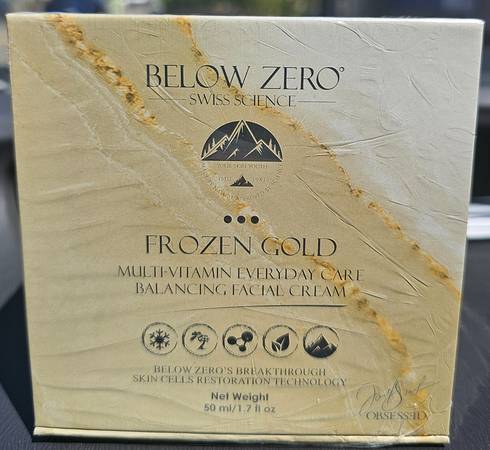 BELOW ZERO°
SWISS SCIENCE
FROZEN GOLD
MULTI-VITAMIN EVERYDAY CARE
BALANCING FACIAL CREAM
BELOW ZERO'S BREAKTHROUGH
SKIN CELLS RESTORATION TECHNOLOGY
Net Weight
50 ml/1.7 fl oz
OBSESSED